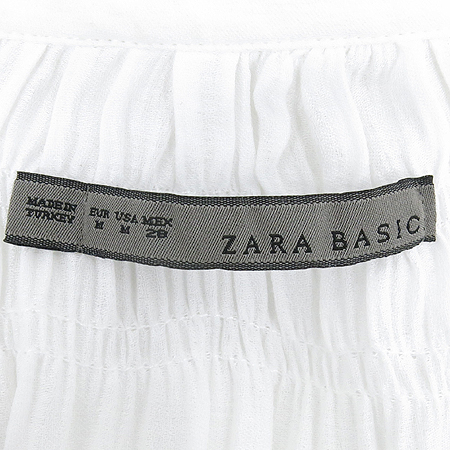 MADE IN
TURKEY
EUR USA MEX
M M 28
ZARA BASIC